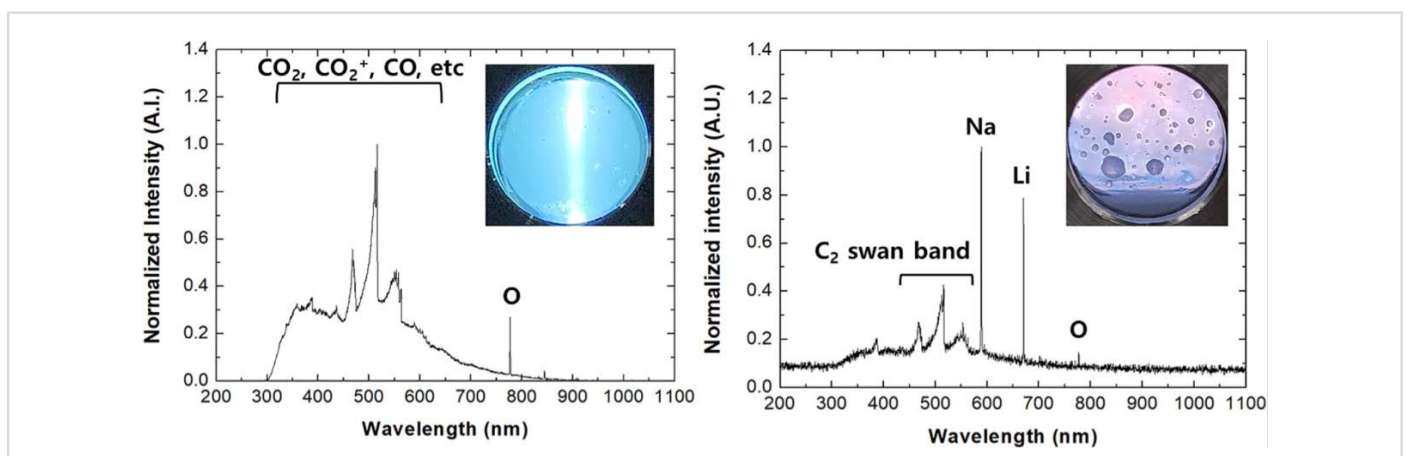 CO₂, CO₂⁺, CO, etc
O
Normalized Intensity (A.I.)
1.4
1.2
1.0
0.8
0.6
0.4
0.2
0.0
200 300 400 500 600 700 800 900 1000 1100
Wavelength (nm)
Na
Li
C₂ swan band
O
Normalized intensity (A.U.)
1.4
1.2
1.0
0.8
0.6
0.4
0.2
0.0
200 300 400 500 600 700 800 900 1000 1100
Wavelength (nm)